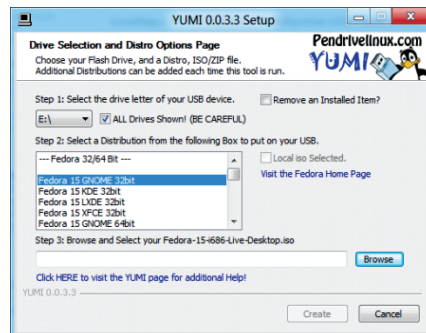 YUMI 0.0.3.3 Setup
Drive Selection and Distro Options Page
Choose your Flash Drive, and a Distro, ISO/ZIP file.
Additional Distributions can be added each time this tool is run.
Pendrivelinux.com
YUMI
Step 1: Select the drive letter of your USB device.
Remove an Installed Item?
E:\
ALL Drives Shown! (BE CAREFUL)
Step 2: Select a Distribution from the following Box to put on your USB.
--- Fedora 32/64 Bit ---
Local iso Selected.
Visit the Fedora Home Page
Fedora 15 GNOME 32bit
Fedora 15 KDE 32bit
Fedora 15 LXDE 32bit
Fedora 15 XFCE 32bit
Fedora 15 GNOME 64bit
Step 3: Browse and Select your Fedora-15-i686-Live-Desktop.iso
Browse
Click HERE to visit the YUMI page for additional Help!
YUMI 0.0.3.3
Create
Cancel